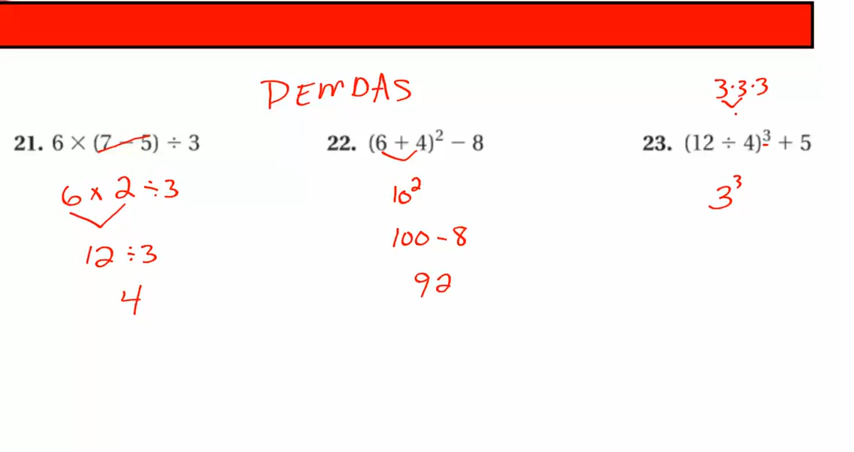 PEMDAS
3·3·3
21. 6 × (7 − 5) ÷ 3
22. (6 + 4)² − 8
23. (12 ÷ 4)³ + 5
6 × 2 ÷ 3
10²
3³
12 ÷ 3
100 - 8
4
92